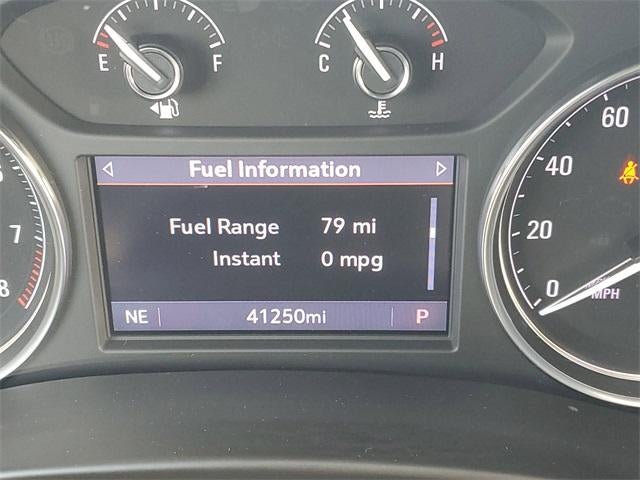 E F
C H
Fuel Information
Fuel Range 79 mi
Instant 0 mpg
NE 41250mi P
7
8
60
40
20
0
MPH